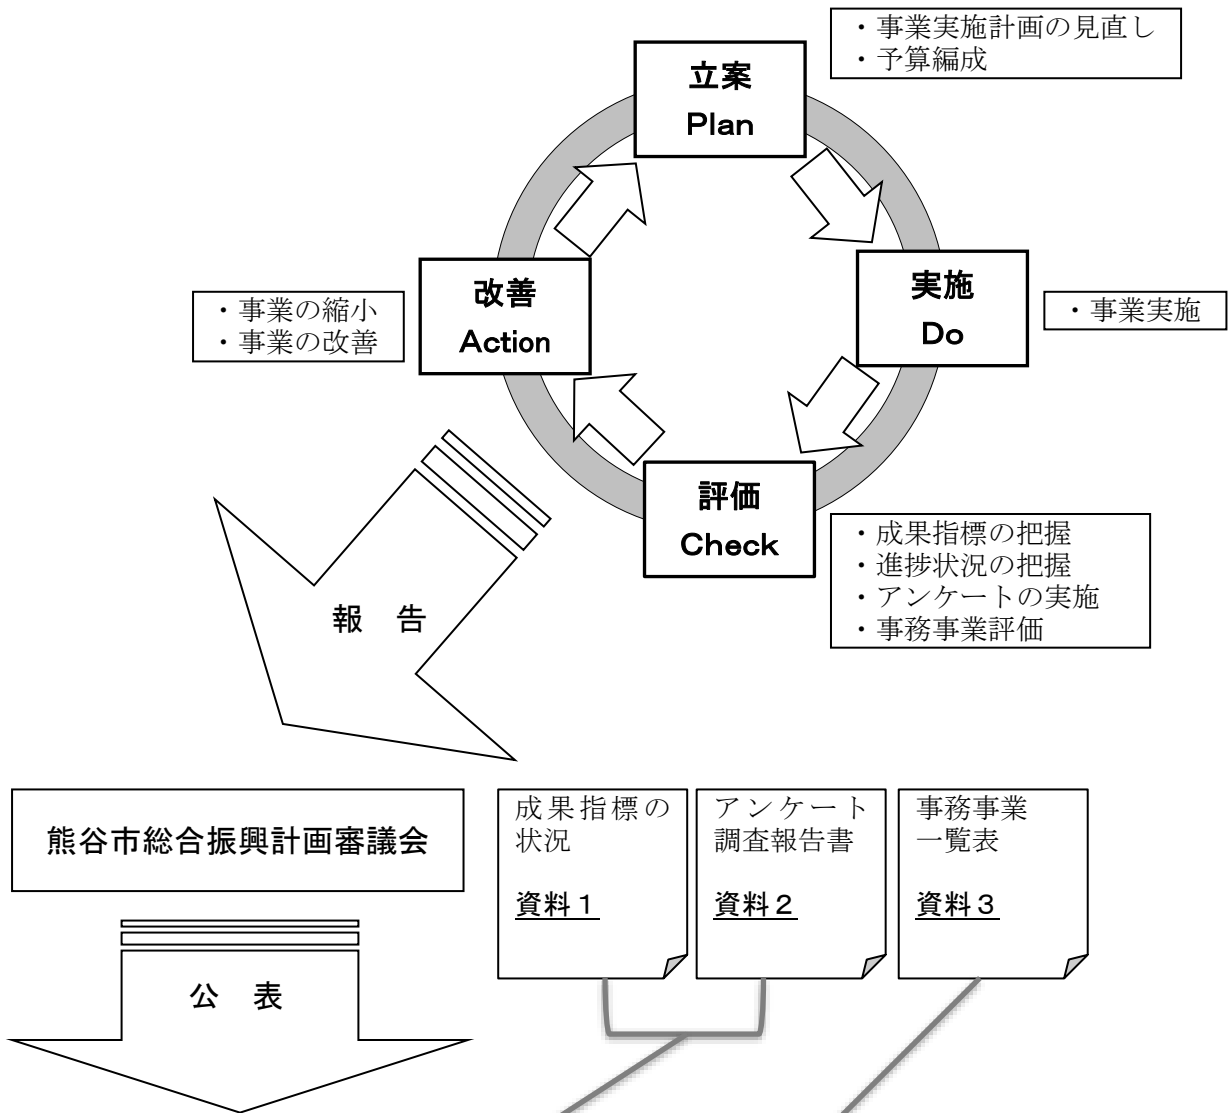 ・事業実施計画の見直し
・予算編成
立案
Plan
実施
Do
・事業実施
改善
Action
・事業の縮小
・事業の改善
評価
Check
・成果指標の把握
・進捗状況の把握
・アンケートの実施
・事務事業評価
報　告
熊谷市総合振興計画審議会
成果指標の
状況
資料１
アンケート
調査報告書
資料２
事務事業
一覧表
資料３
公　表